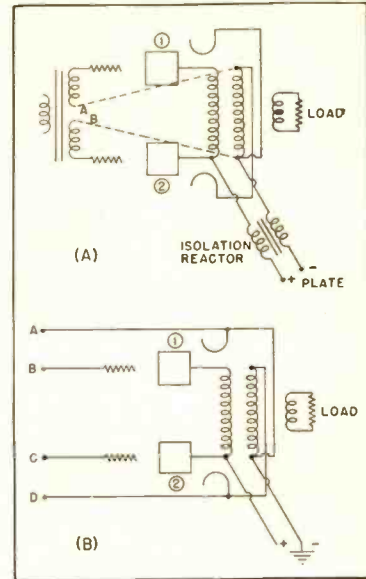 ①
A
B
LOAD
②
(A)
ISOLATION
REACTOR
+ -
PLATE
A
①
B
LOAD
C
②
D
(B)
+ -